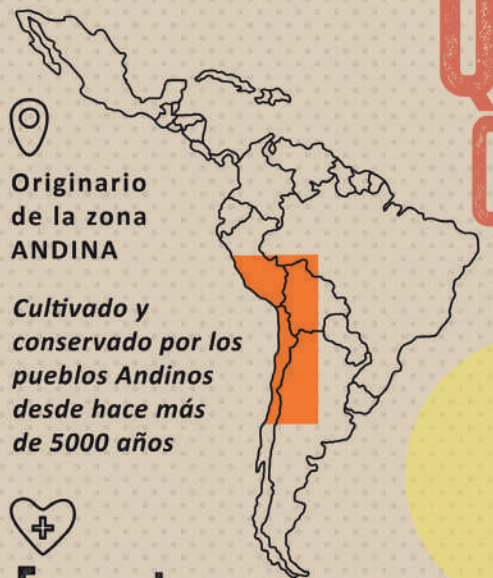 Originario
de la zona
ANDINA
Cultivado y
conservado por los
pueblos Andinos
desde hace más
de 5000 años